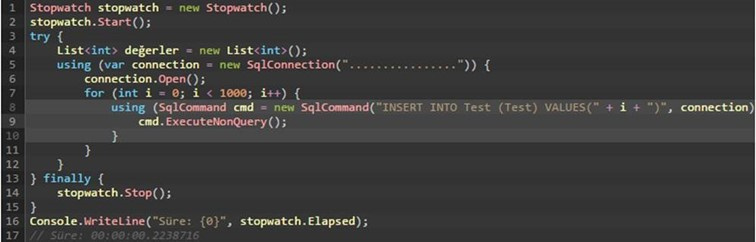 1 Stopwatch stopwatch = new Stopwatch();
2 stopwatch.Start();
3 try {
4 List<int> değerler = new List<int>();
5 using (var connection = new SqlConnection("................")) {
6 connection.Open();
7 for (int i = 0; i < 1000; i++) {
8 using (SqlCommand cmd = new SqlCommand("INSERT INTO Test (Test) VALUES(" + i + ")", connection)
9 cmd.ExecuteNonQuery();
10 }
11 }
12 }
13 } finally {
14 stopwatch.Stop();
15 }
16 Console.WriteLine("Süre: {0}", stopwatch.Elapsed);
17 // Süre: 00:00:00.2238716